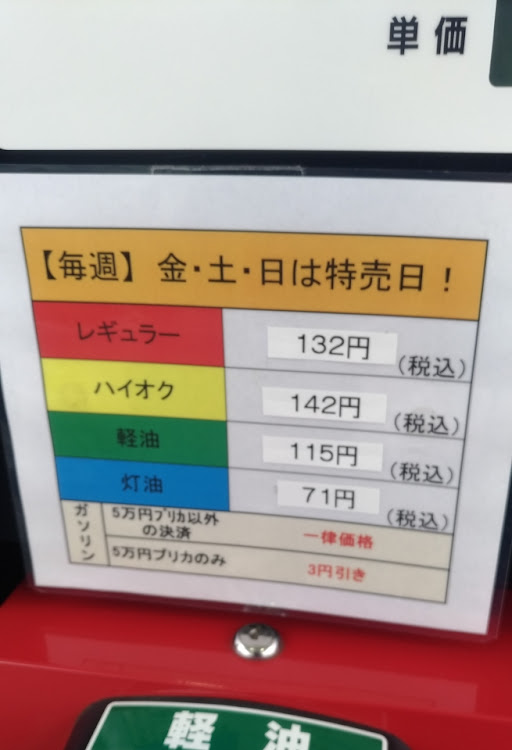 単価
【毎週】 金・土・日は特売日！
レギュラー 132円 (税込)
ハイオク 142円 (税込)
軽油 115円 (税込)
灯油 71円 (税込)
ガソリン
5万円プリカ以外
の決済 一律価格
5万円プリカのみ 3円引き
軽油